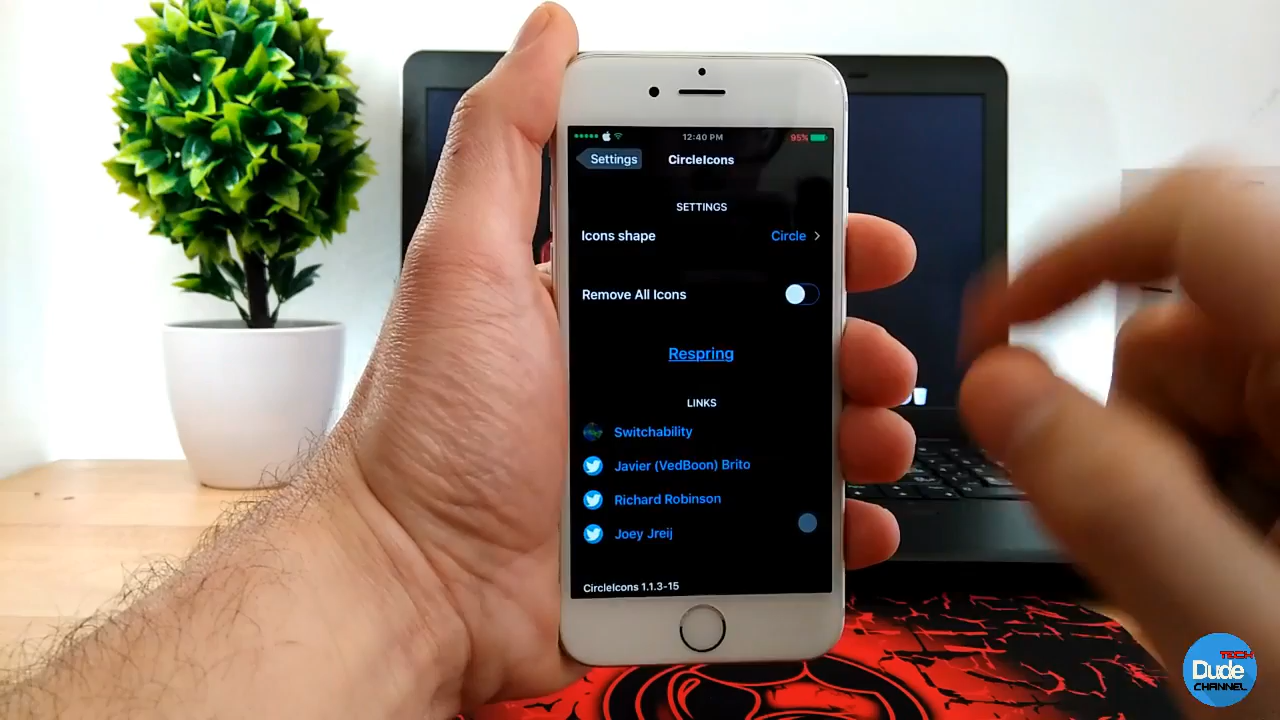 12:40 PM
95%
Settings
CircleIcons
SETTINGS
Icons shape
Circle
Remove All Icons
Respring
LINKS
Switchability
Javier (VedBoon) Brito
Richard Robinson
Joey Jreij
CircleIcons 1.1.3-15
TECH
Dude
CHANNEL